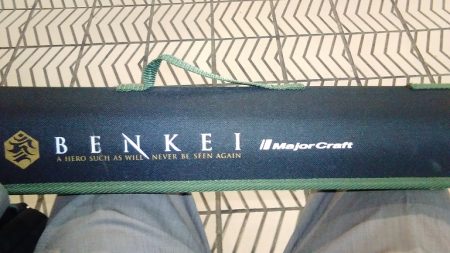 BENKEI
A HERO SUCH AS WILL NEVER BE SEEN AGAIN
MajorCraft